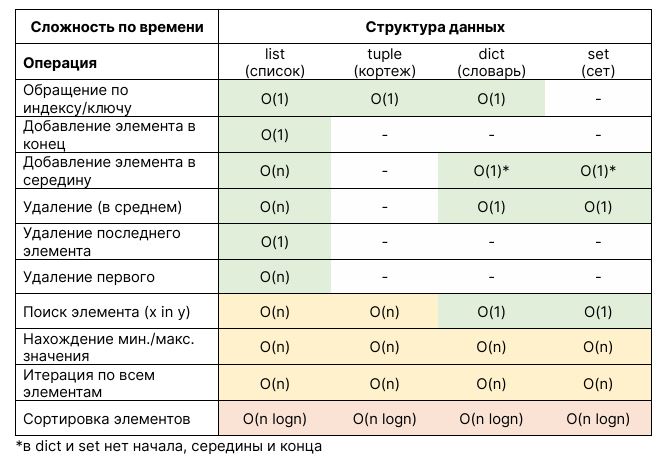 Сложность по времени Структура данных
Операция list (список) tuple (кортеж) dict (словарь) set (сет)
Обращение по индексу/ключу O(1) O(1) O(1) -
Добавление элемента в конец O(1) - - -
Добавление элемента в середину O(n) - O(1)* O(1)*
Удаление (в среднем) O(n) - O(1) O(1)
Удаление последнего элемента O(1) - - -
Удаление первого O(n) - - -
Поиск элемента (x in y) O(n) O(n) O(1) O(1)
Нахождение мин./макс. значения O(n) O(n) O(n) O(n)
Итерация по всем элементам O(n) O(n) O(n) O(n)
Сортировка элементов O(n logn) O(n logn) O(n logn) O(n logn)
*в dict и set нет начала, середины и конца